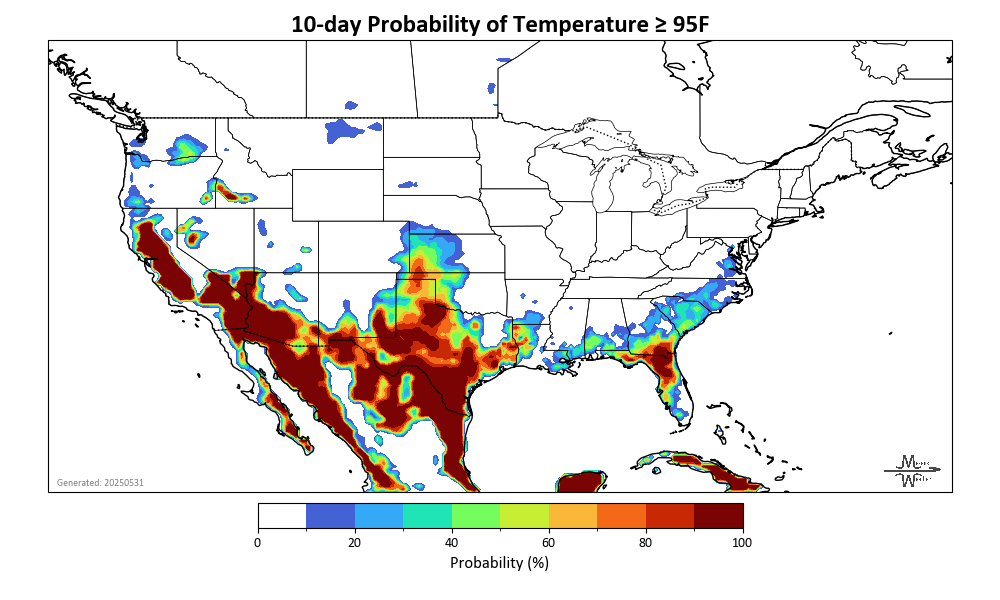 10-day Probability of Temperature ≥ 95F
Generated: 20250531
0 20 40 60 80 100
Probability (%)